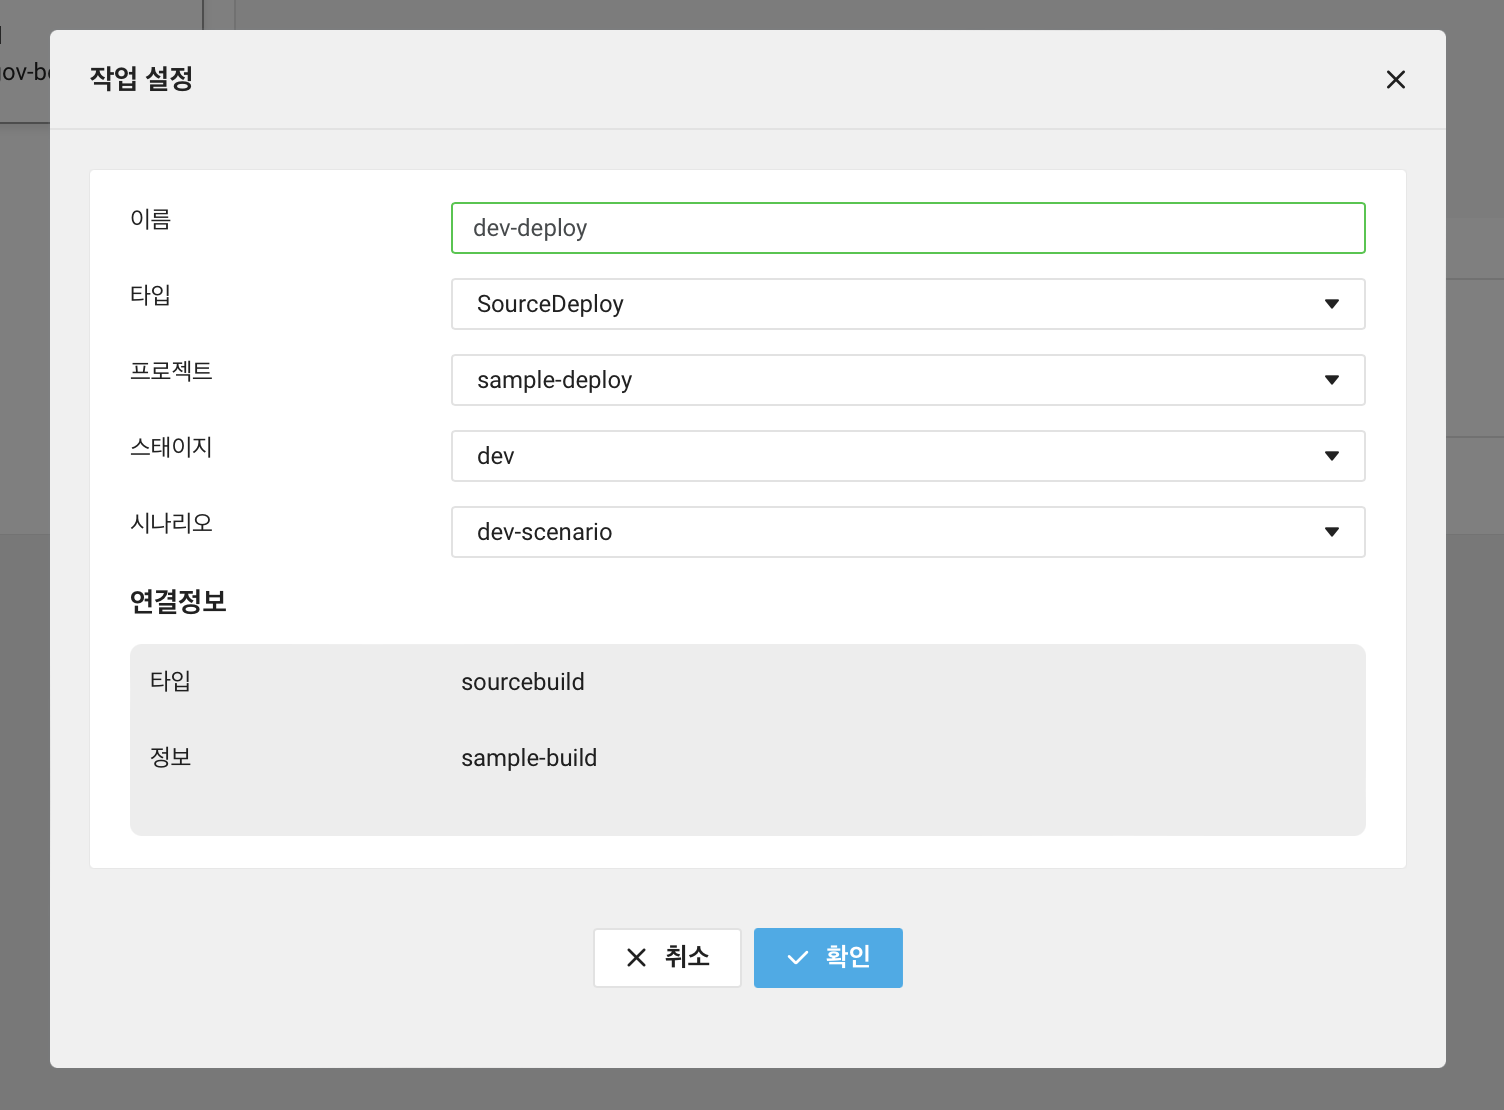 작업 설정
이름
dev-deploy
타입
SourceDeploy
프로젝트
sample-deploy
스태이지
dev
시나리오
dev-scenario
연결정보
타입
sourcebuild
정보
sample-build
취소
확인